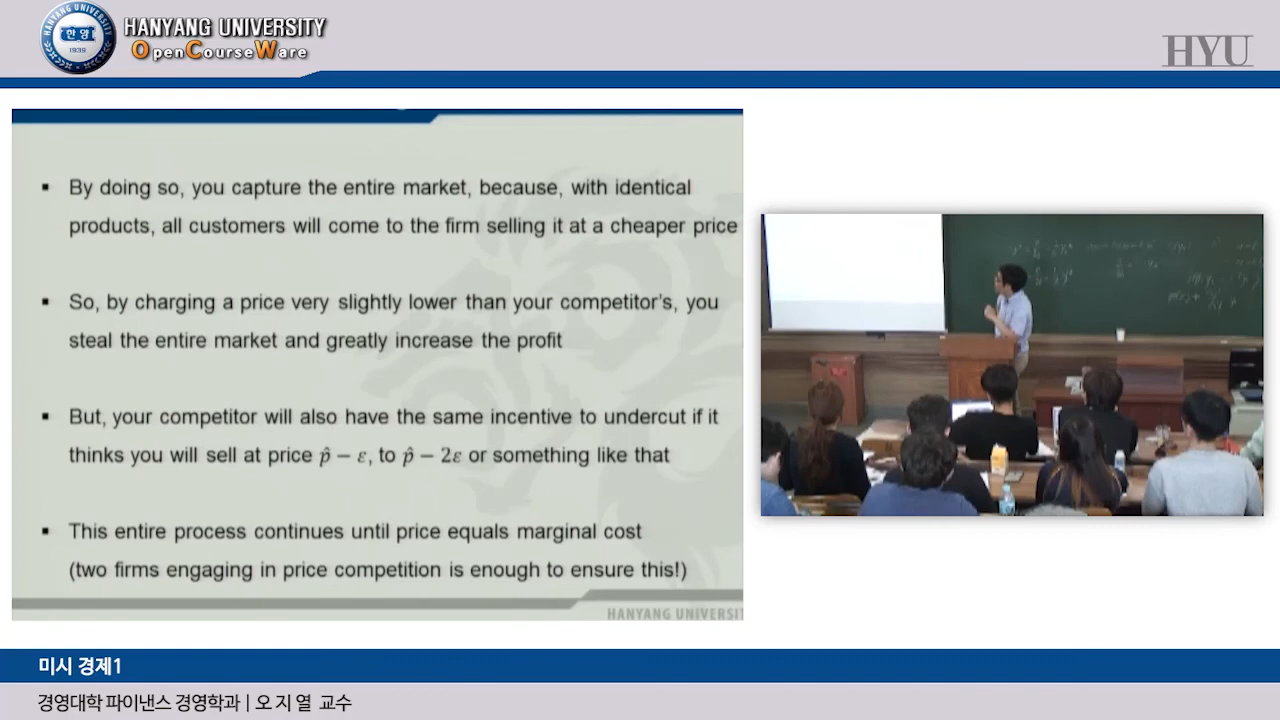 HANYANG UNIVERSITY
OpenCourseWare
HANYANG UNIVERSITY
한양
1939
HYU
▪ By doing so, you capture the entire market, because, with identical
products, all customers will come to the firm selling it at a cheaper price
▪ So, by charging a price very slightly lower than your competitor's, you
steal the entire market and greatly increase the profit
▪ But, your competitor will also have the same incentive to undercut if it
thinks you will sell at price p̂ − ε, to p̂ − 2ε or something like that
▪ This entire process continues until price equals marginal cost
(two firms engaging in price competition is enough to ensure this!)
HANYANG UNIVERSI
미시 경제1
경영대학 파이낸스 경영학과 | 오 지 열 교수